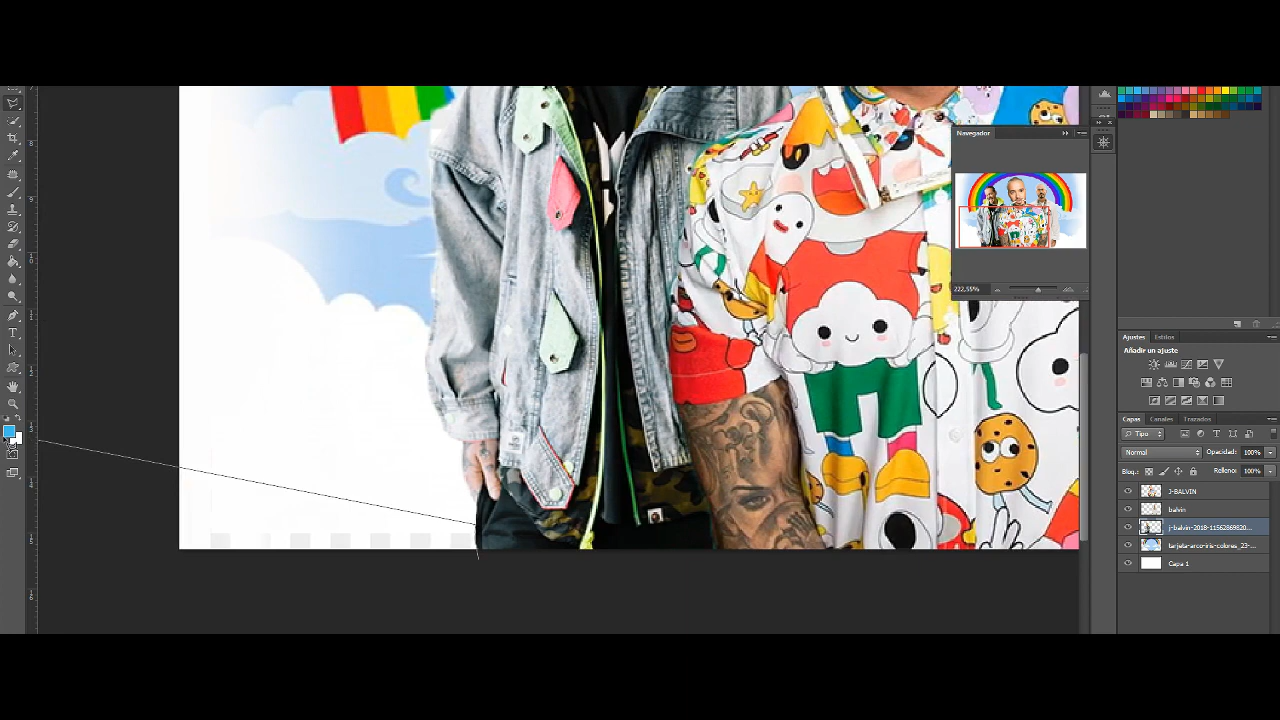 Navegador
222,55%
Ajustes Estilos
Añadir un ajuste
Capas Canales Trazados
Tipo
Normal Opacidad: 100%
Bloq.: Relleno: 100%
J-BALVIN
balvin
j-balvin-2018-11562869820...
tarjeta-arco-iris-colores_23-...
Capa 1